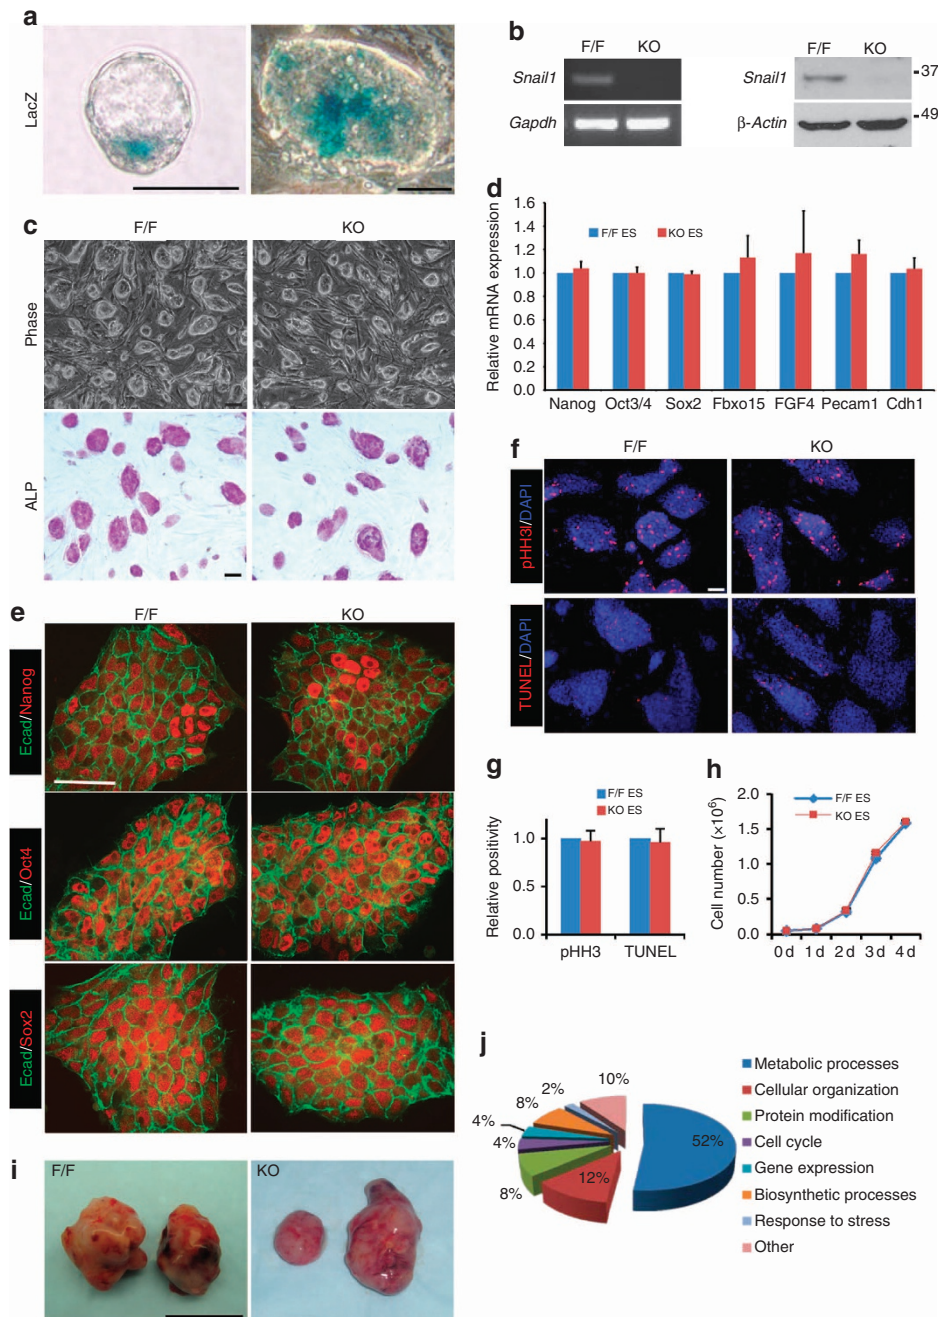 a
LacZ
b
F/F KO
Snail1
Gapdh
F/F KO
Snail1
37
β-Actin
49
c
F/F KO
Phase
ALP
d
Relative mRNA expression
1.6
1.4
1.2
1.0
0.8
0.6
0.4
0.2
0.0
F/F ES KO ES
Nanog Oct3/4 Sox2 Fbxo15 FGF4 Pecam1 Cdh1
e
F/F KO
Ecad/Nanog
Ecad/Oct4
Ecad/Sox2
f
F/F KO
pHH3I/DAPI
TUNEL/DAPI
g
Relative positivity
F/F ES
KO ES
1.0
0.5
0.0
pHH3 TUNEL
h
Cell number (×10⁶)
2.0
1.5
1.0
0.5
0
F/F ES
KO ES
0 d 1 d 2 d 3 d 4 d
i
F/F
KO
j
52%
12%
8%
4%
4%
8%
2%
10%
Metabolic processes
Cellular organization
Protein modification
Cell cycle
Gene expression
Biosynthetic processes
Response to stress
Other